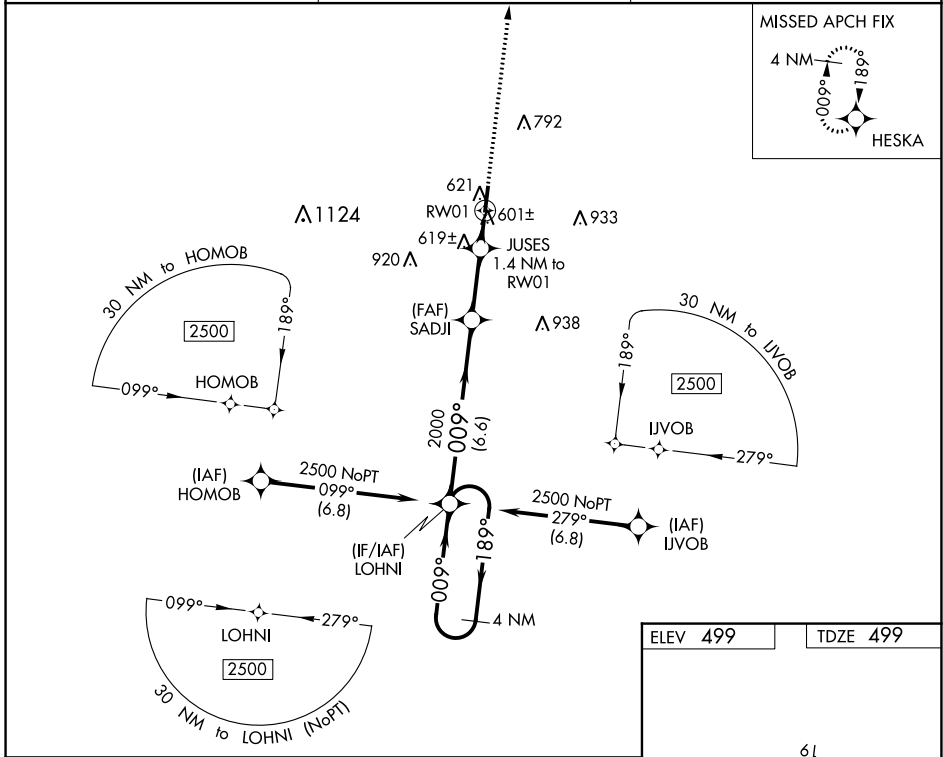 MISSED APCH FIX
4 NM
009°
189°
HESKA
792
621
RW01
601±
1124
933
619±
JUSES
1.4 NM to
RW01
920
(FAF)
SADJI
938
30 NM to HOMOB
2500
189°
HOMOB
099°
30 NM to IJVOB
189°
2500
IJVOB
279°
2000
009°
(6.6)
(IAF)
HOMOB
2500 NoPT
099°
(6.8)
2500 NoPT
279°
(6.8)
(IAF)
IJVOB
(IF/IAF)
LOHNI
009°
189°
4 NM
099°
279°
LOHNI
2500
30 NM to LOHNI (NoPT)
ELEV 499
TDZE 499
19